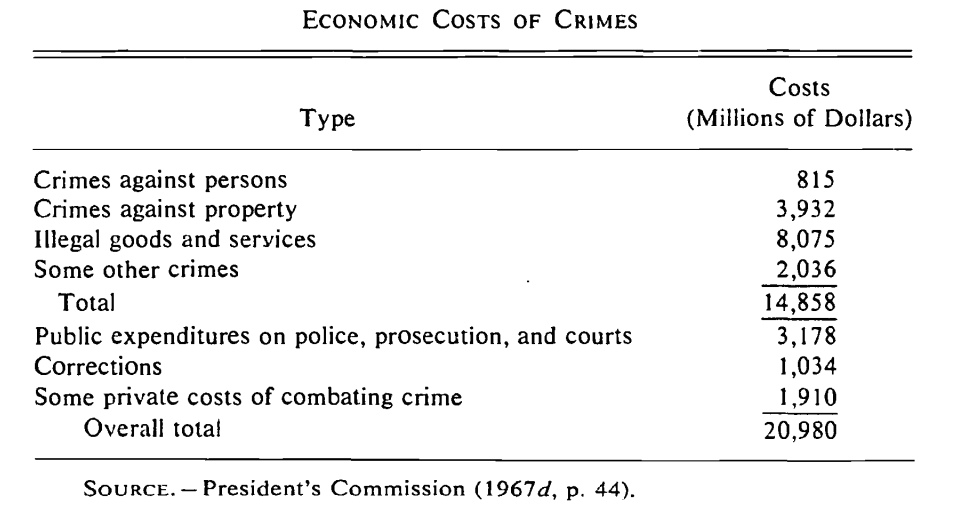 ECONOMIC COSTS OF CRIMES
Costs
Type (Millions of Dollars)
Crimes against persons 815
Crimes against property 3,932
Illegal goods and services 8,075
Some other crimes 2,036
Total 14,858
Public expenditures on police, prosecution, and courts 3,178
Corrections 1,034
Some private costs of combating crime 1,910
Overall total 20,980
SOURCE.—President's Commission (1967d, p. 44).